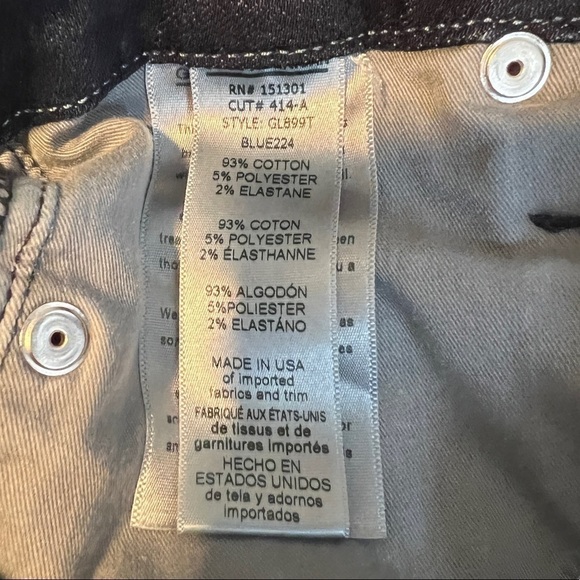 RN# 151301
CUT# 414-A
STYLE: GL899T
BLUE224
93% COTTON
5% POLYESTER
2% ELASTANE
93% COTON
5% POLYESTER
2% ÉLASTHANNE
93% ALGODÓN
5%POLIESTER
2% ELASTÁNO
MADE IN USA
of imported
fabrics and trim
FABRIQUÉ AUX ÉTATS-UNIS
de tissus et de
garnitures importés
HECHO EN
ESTADOS UNIDOS
de tela y adornos
importados